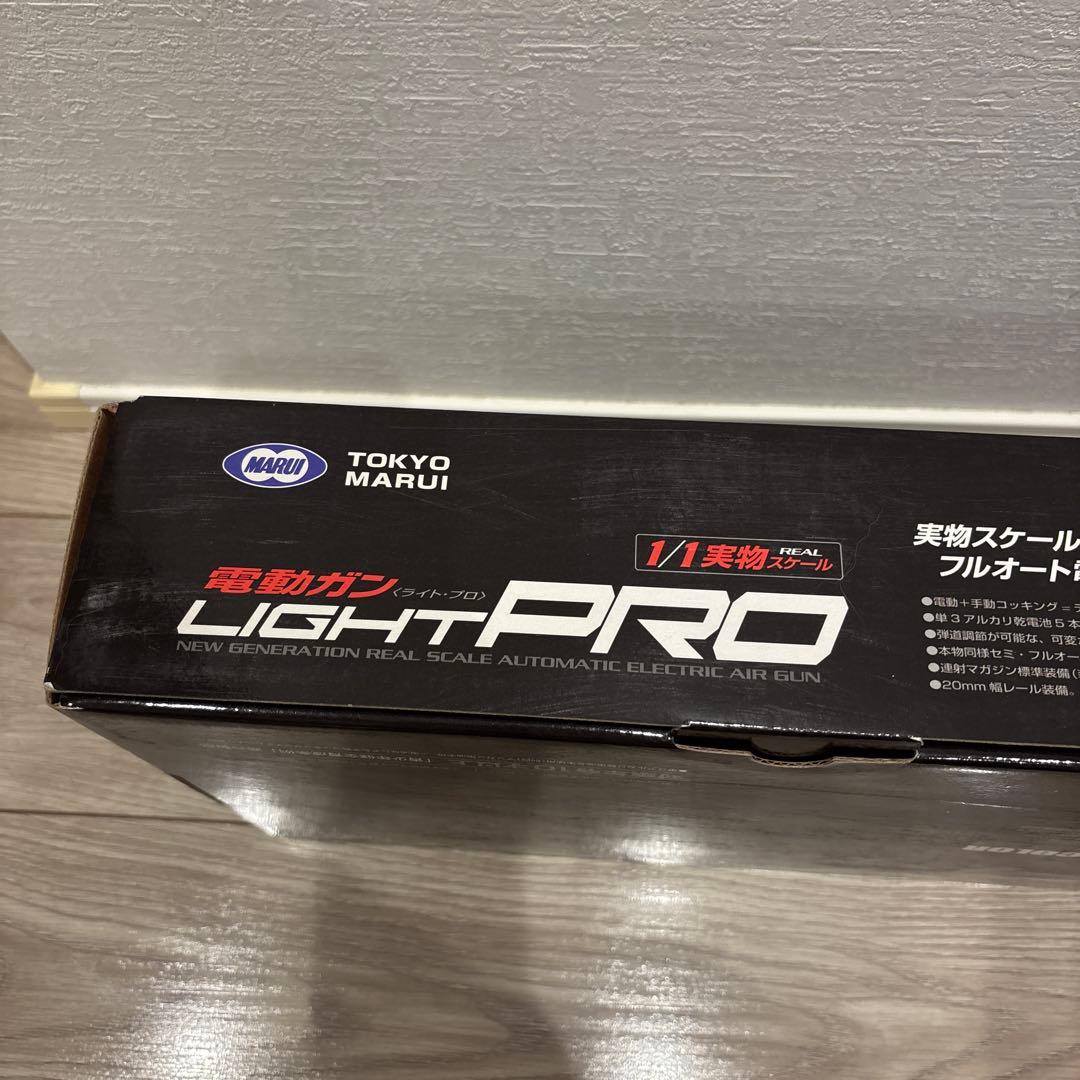 MARUI
TOKYO
MARUI
1/1実物スケール
REAL
電動ガン
〈ライト・プロ〉
LIGHT PRO
NEW GENERATION REAL SCALE AUTOMATIC ELECTRIC AIR GUN
実物スケール
フルオート
●電動＋手動コッキング＝
●単3アルカリ乾電池5本
●弾道調節が可能な、可変
●本物同様セミ・フルオー
●連射マガジン標準装備
●20mm幅レール装備。